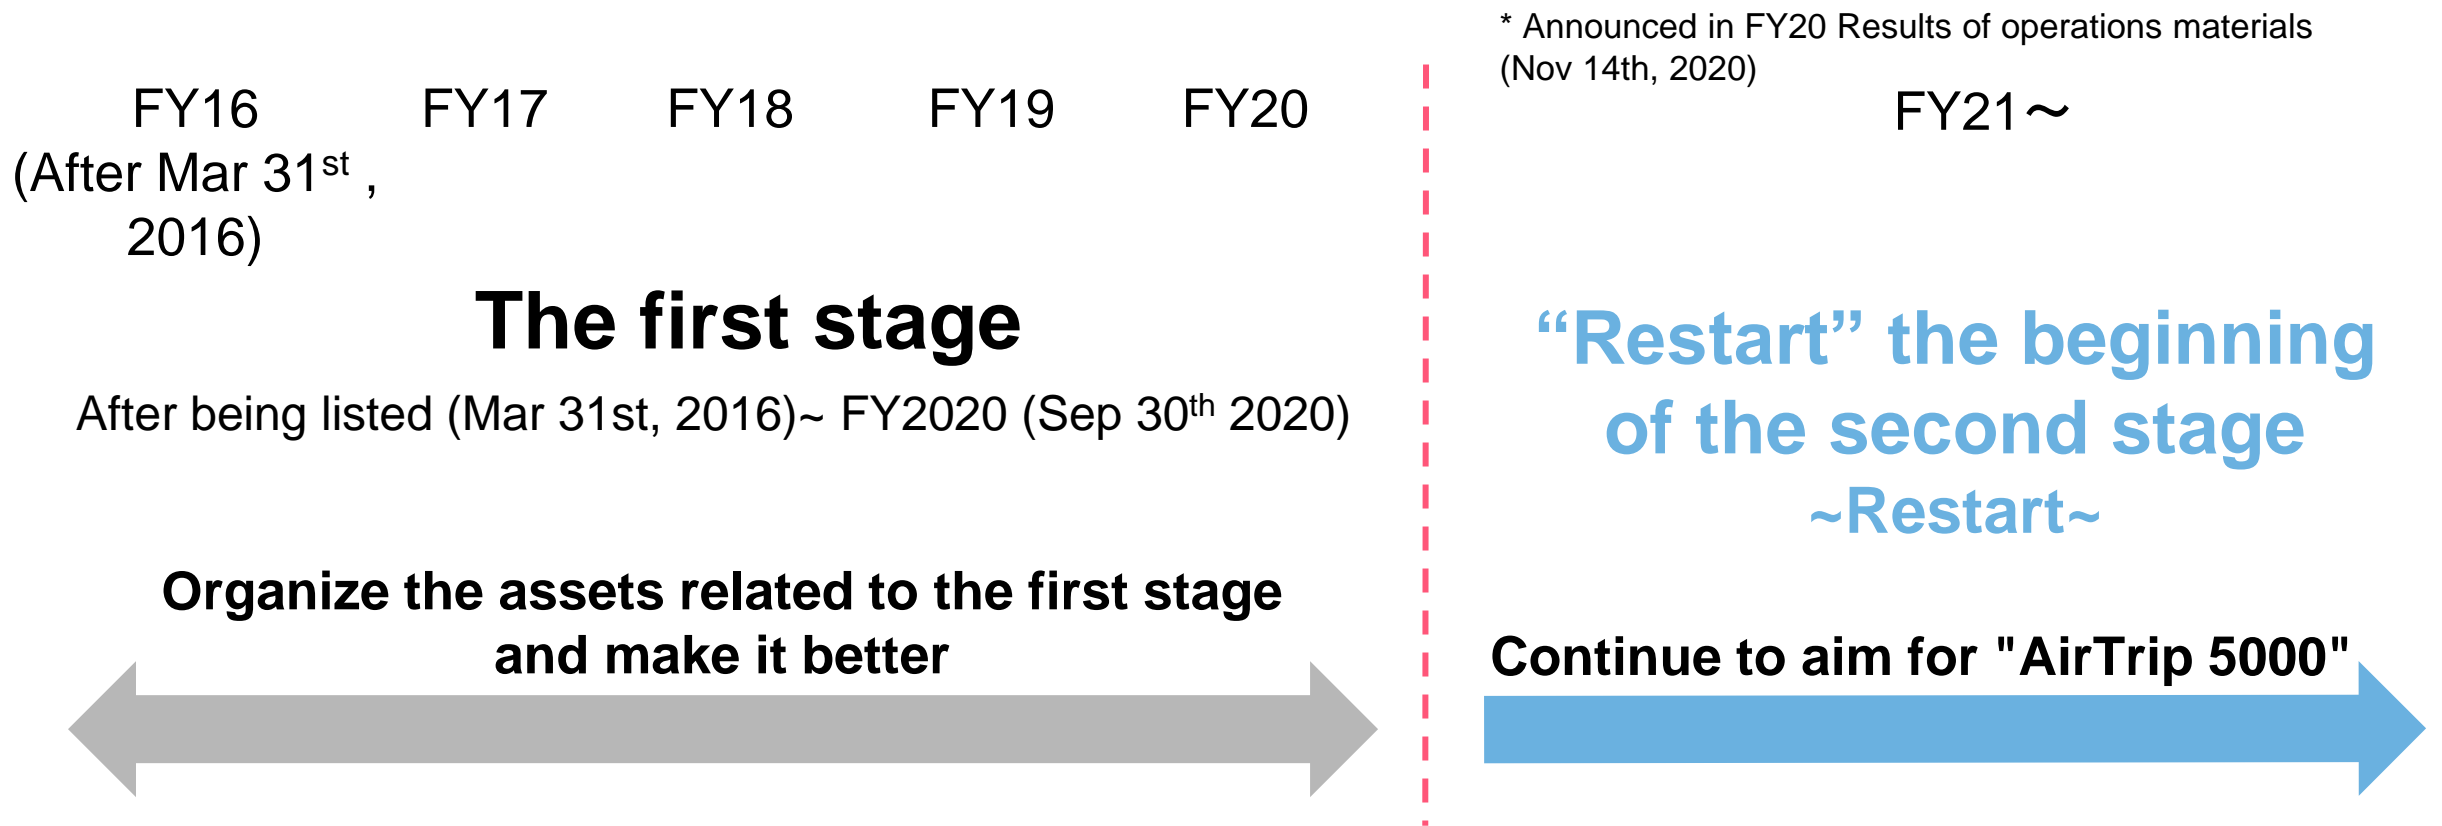 * Announced in FY20 Results of operations materials
(Nov 14th, 2020)
FY16
(After Mar 31st ,
2016)
FY17
FY18
FY19
FY20
FY21～
The first stage
After being listed (Mar 31st, 2016)~ FY2020 (Sep 30th 2020)
Organize the assets related to the first stage
and make it better
“Restart” the beginning
of the second stage
~Restart~
Continue to aim for "AirTrip 5000"